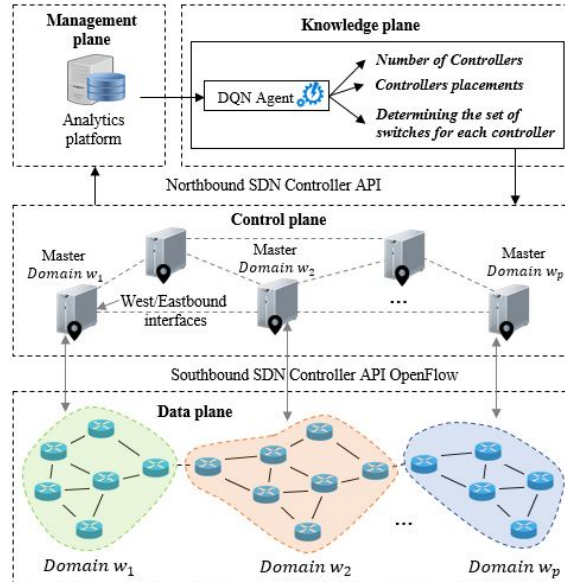 Management
plane
Analytics
platform
Knowledge plane
DQN Agent
Number of Controllers
Controllers placements
Determining the set of
switches for each controller
Northbound SDN Controller API
Control plane
Master
Domain w₁
Master
Domain w₂
Master
Domain wₚ
West/Eastbound
interfaces
...
Southbound SDN Controller API OpenFlow
Data plane
...
Domain w₁
Domain w₂
Domain wₚ